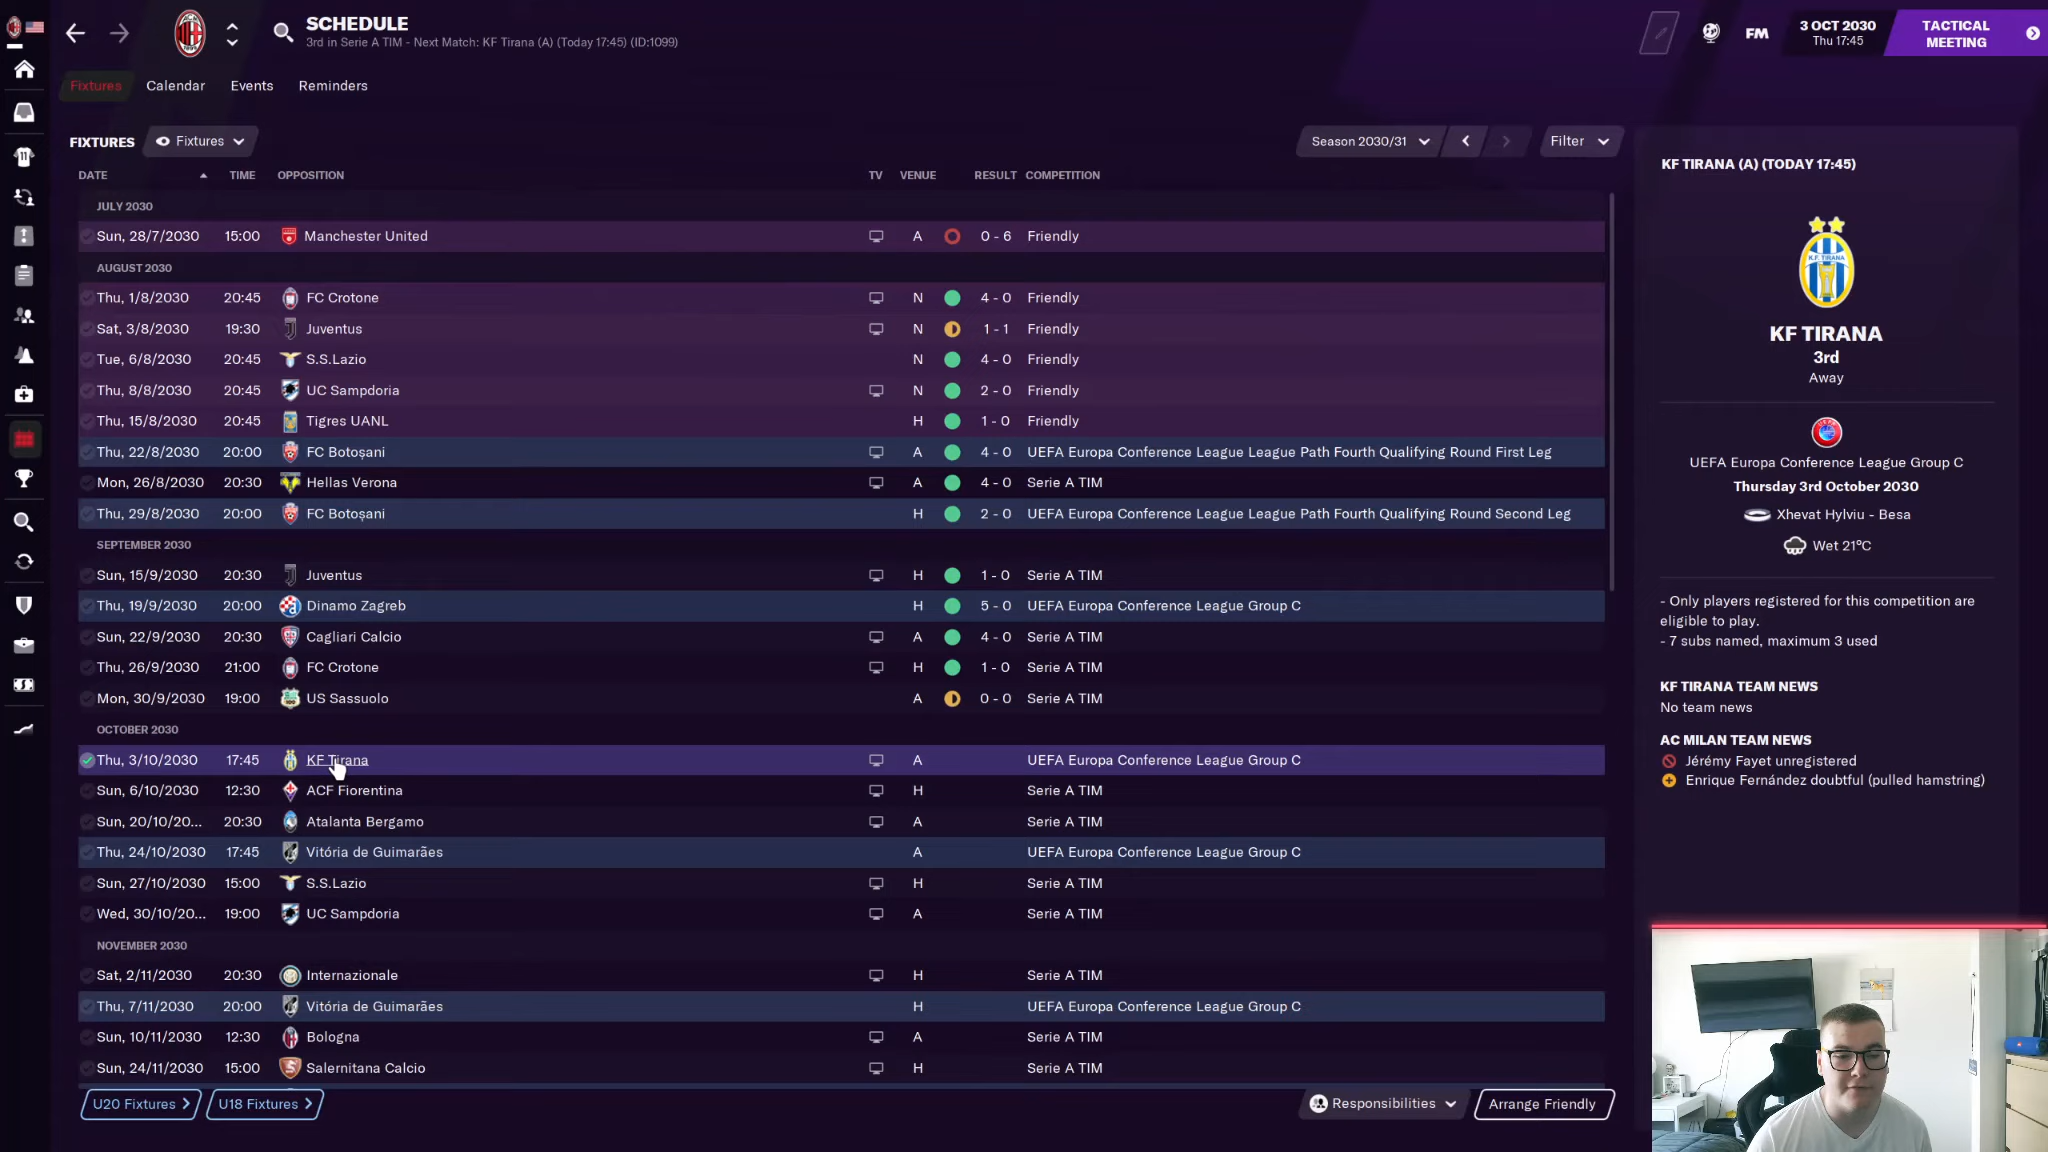 SCHEDULE
3rd in Serie A TIM - Next Match: KF Tirana (A) (Today 17:45) (ID:1099)
FM
3 OCT 2030
Thu 17:45
TACTICAL
MEETING
Fixtures Calendar Events Reminders
FIXTURES Fixtures
Season 2030/31
Filter
DATE TIME OPPOSITION TV VENUE RESULT COMPETITION
JULY 2030
Sun, 28/7/2030 15:00 Manchester United A 0 - 6 Friendly
AUGUST 2030
Thu, 1/8/2030 20:45 FC Crotone N 4 - 0 Friendly
Sat, 3/8/2030 19:30 Juventus N 1 - 1 Friendly
Tue, 6/8/2030 20:45 S.S.Lazio N 4 - 0 Friendly
Thu, 8/8/2030 20:45 UC Sampdoria N 2 - 0 Friendly
Thu, 15/8/2030 20:45 Tigres UANL H 1 - 0 Friendly
Thu, 22/8/2030 20:00 FC Botoșani A 4 - 0 UEFA Europa Conference League League Path Fourth Qualifying Round First Leg
Mon, 26/8/2030 20:30 Hellas Verona A 4 - 0 Serie A TIM
Thu, 29/8/2030 20:00 FC Botoșani H 2 - 0 UEFA Europa Conference League League Path Fourth Qualifying Round Second Leg
SEPTEMBER 2030
Sun, 15/9/2030 20:30 Juventus H 1 - 0 Serie A TIM
Thu, 19/9/2030 20:00 Dinamo Zagreb H 5 - 0 UEFA Europa Conference League Group C
Sun, 22/9/2030 20:30 Cagliari Calcio A 4 - 0 Serie A TIM
Thu, 26/9/2030 21:00 FC Crotone H 1 - 0 Serie A TIM
Mon, 30/9/2030 19:00 US Sassuolo A 0 - 0 Serie A TIM
OCTOBER 2030
Thu, 3/10/2030 17:45 KF Tirana A UEFA Europa Conference League Group C
Sun, 6/10/2030 12:30 ACF Fiorentina H Serie A TIM
Sun, 20/10/20... 20:30 Atalanta Bergamo A Serie A TIM
Thu, 24/10/2030 17:45 Vitória de Guimarães A UEFA Europa Conference League Group C
Sun, 27/10/2030 15:00 S.S.Lazio H Serie A TIM
Wed, 30/10/20... 19:00 UC Sampdoria A Serie A TIM
NOVEMBER 2030
Sat, 2/11/2030 20:30 Internazionale H Serie A TIM
Thu, 7/11/2030 20:00 Vitória de Guimarães H UEFA Europa Conference League Group C
Sun, 10/11/2030 12:30 Bologna A Serie A TIM
Sun, 24/11/2030 15:00 Salernitana Calcio H Serie A TIM
U20 Fixtures U18 Fixtures
Responsibilities
Arrange Friendly
KF TIRANA (A) (TODAY 17:45)
K.F. TIRANA
KF TIRANA
3rd
Away
UEFA Europa Conference League Group C
Thursday 3rd October 2030
Xhevat Hylviu - Besa
Wet 21°C
- Only players registered for this competition are
eligible to play.
- 7 subs named, maximum 3 used
KF TIRANA TEAM NEWS
No team news
AC MILAN TEAM NEWS
Jérémy Fayet unregistered
Enrique Fernández doubtful (pulled hamstring)